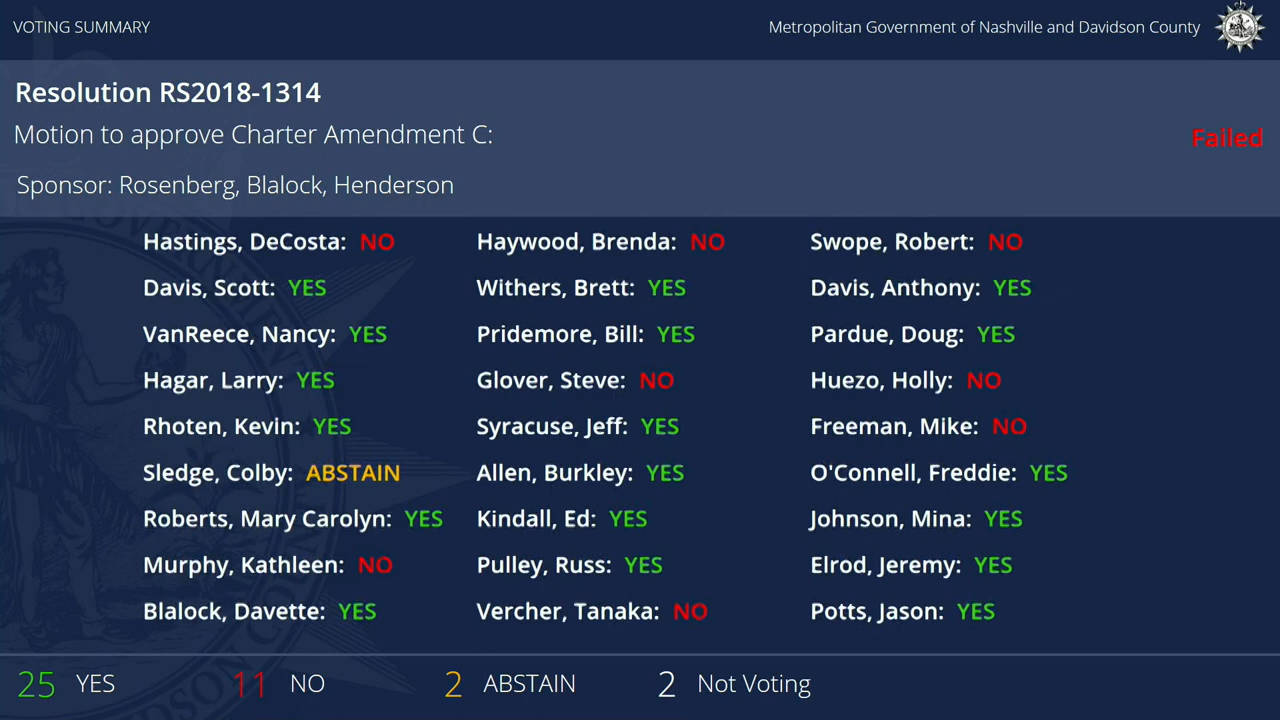 VOTING SUMMARY
Metropolitan Government of Nashville and Davidson County
Resolution RS2018-1314
Motion to approve Charter Amendment C:
Failed
Sponsor: Rosenberg, Blalock, Henderson
Hastings, DeCosta: NO Haywood, Brenda: NO Swope, Robert: NO
Davis, Scott: YES Withers, Brett: YES Davis, Anthony: YES
VanReece, Nancy: YES Pridemore, Bill: YES Pardue, Doug: YES
Hagar, Larry: YES Glover, Steve: NO Huezo, Holly: NO
Rhoten, Kevin: YES Syracuse, Jeff: YES Freeman, Mike: NO
Sledge, Colby: ABSTAIN Allen, Burkley: YES O'Connell, Freddie: YES
Roberts, Mary Carolyn: YES Kindall, Ed: YES Johnson, Mina: YES
Murphy, Kathleen: NO Pulley, Russ: YES Elrod, Jeremy: YES
Blalock, Davette: YES Vercher, Tanaka: NO Potts, Jason: YES
25 YES 11 NO 2 ABSTAIN 2 Not Voting